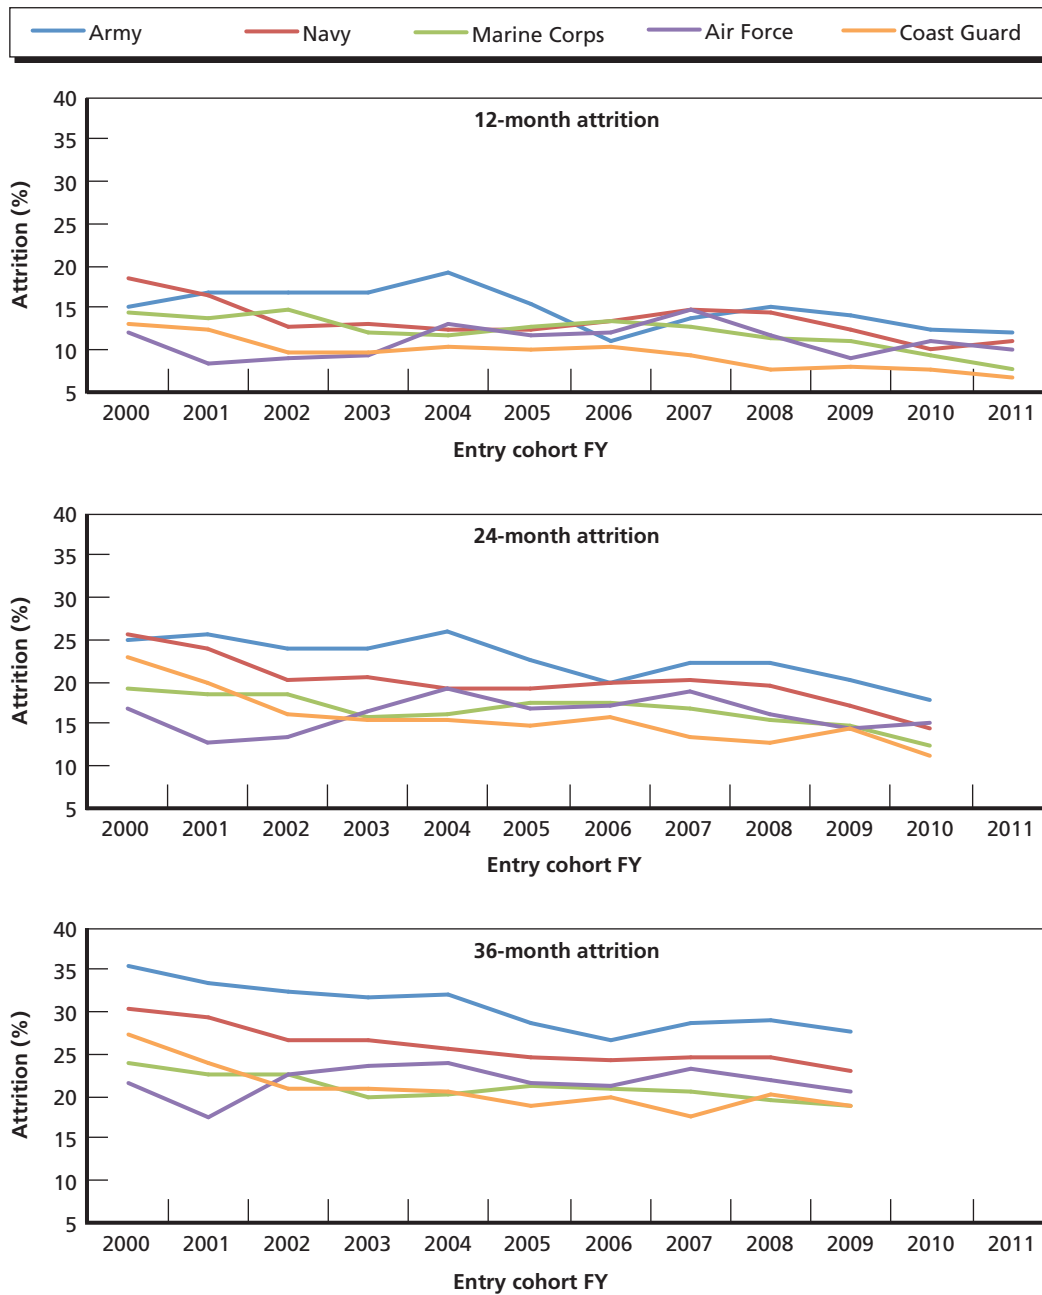 Army Navy Marine Corps Air Force Coast Guard
12-month attrition
Attrition (%)
40
35
30
25
20
15
10
5
2000 2001 2002 2003 2004 2005 2006 2007 2008 2009 2010 2011
Entry cohort FY
24-month attrition
Attrition (%)
40
35
30
25
20
15
10
5
2000 2001 2002 2003 2004 2005 2006 2007 2008 2009 2010 2011
Entry cohort FY
36-month attrition
Attrition (%)
40
35
30
25
20
15
10
5
2000 2001 2002 2003 2004 2005 2006 2007 2008 2009 2010 2011
Entry cohort FY